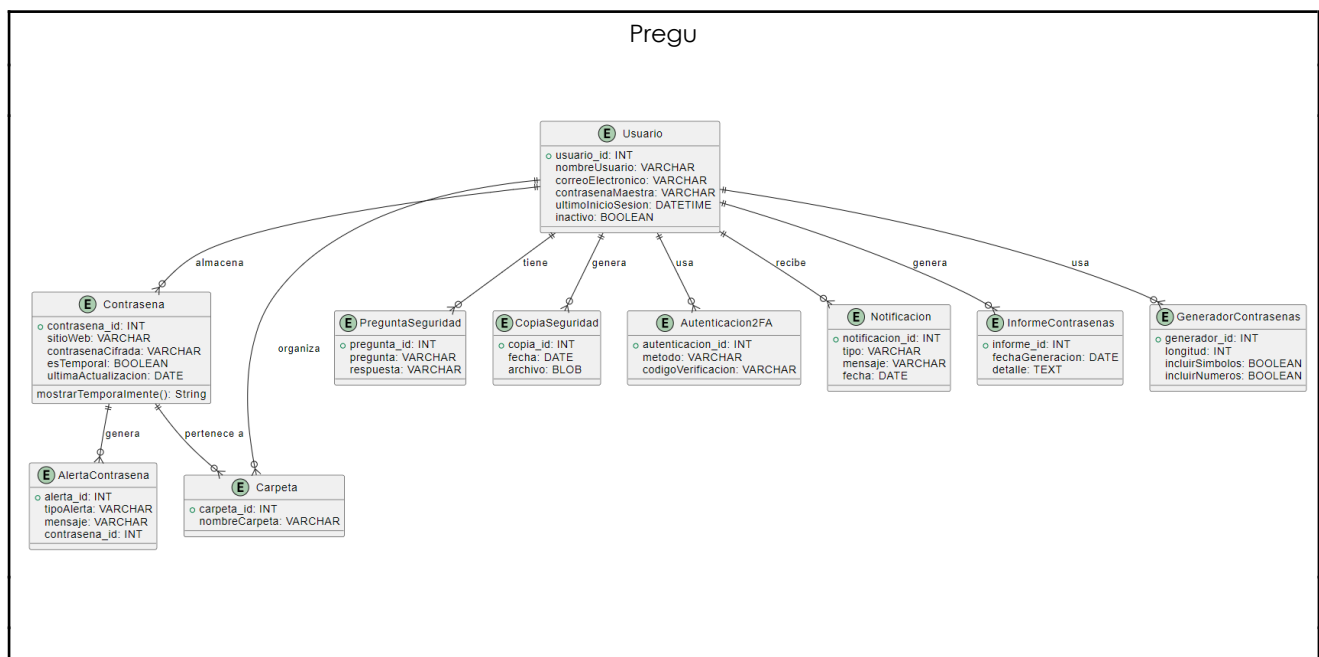 Pregu
E Usuario
usuario_id: INT
nombreUsuario: VARCHAR
correoElectronico: VARCHAR
contrasenaMaestra: VARCHAR
ultimoInicioSesion: DATETIME
inactivo: BOOLEAN
almacena
organiza
tiene
genera
usa
recibe
genera
usa
E Contrasena
contrasena_id: INT
sitioWeb: VARCHAR
contrasenaCifrada: VARCHAR
esTemporal: BOOLEAN
ultimaActualizacion: DATE
mostrarTemporalmente(): String
E PreguntaSeguridad
pregunta_id: INT
pregunta: VARCHAR
respuesta: VARCHAR
E CopiaSeguridad
copia_id: INT
fecha: DATE
archivo: BLOB
E Autenticacion2FA
autenticacion_id: INT
metodo: VARCHAR
codigoVerificacion: VARCHAR
E Notificacion
notificacion_id: INT
tipo: VARCHAR
mensaje: VARCHAR
fecha: DATE
E InformeContrasenas
informe_id: INT
fechaGeneracion: DATE
detalle: TEXT
E GeneradorContrasenas
generador_id: INT
longitud: INT
incluirSimbolos: BOOLEAN
incluirNumeros: BOOLEAN
genera
pertenece a
E AlertaContrasena
alerta_id: INT
tipoAlerta: VARCHAR
mensaje: VARCHAR
contrasena_id: INT
E Carpeta
carpeta_id: INT
nombreCarpeta: VARCHAR